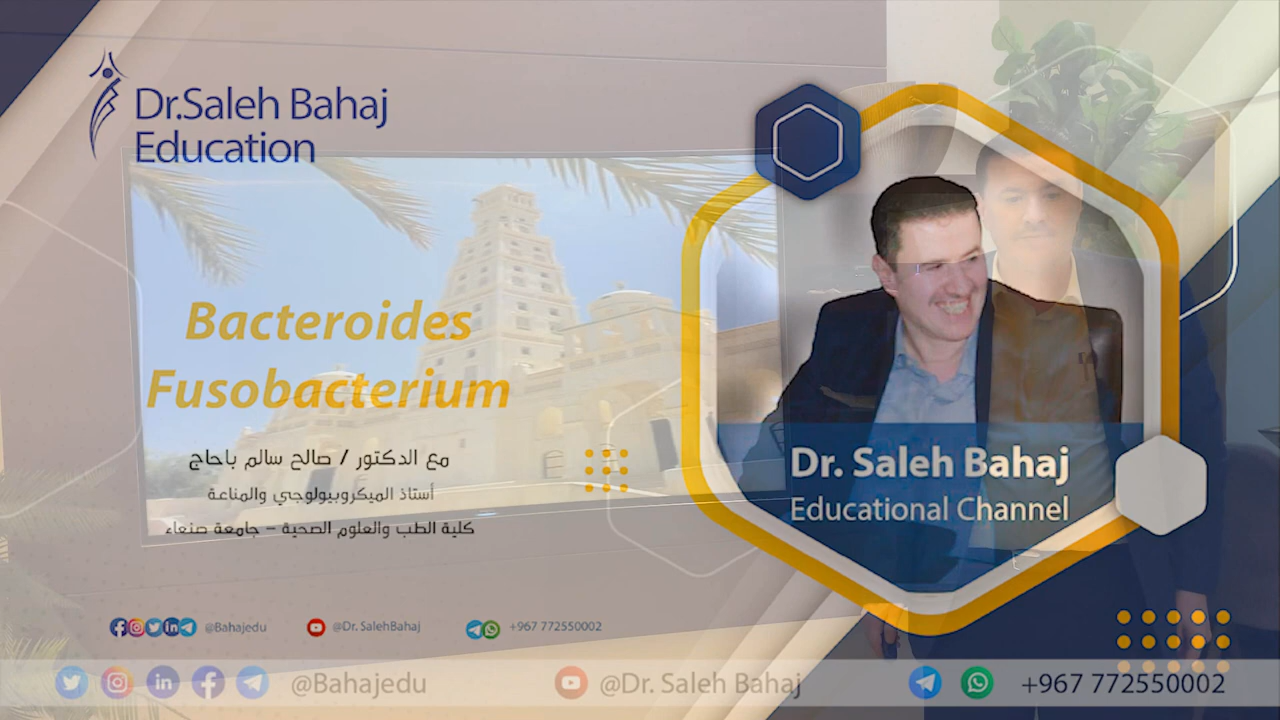 Dr.Saleh Bahaj
Education
Bacteroides
Fusobacterium
مع الدكتور / صالح سالم باحاج
أستاذ الميكروبيولوجي والمناعة
كلية الطب والعلوم الصحية – جامعة صنعاء
Dr. Saleh Bahaj
Educational Channel
@Bahajedu
@Dr. SalehBahaj
+967 772550002
@Bahajedu
@Dr. Saleh Bahaj
+967 772550002